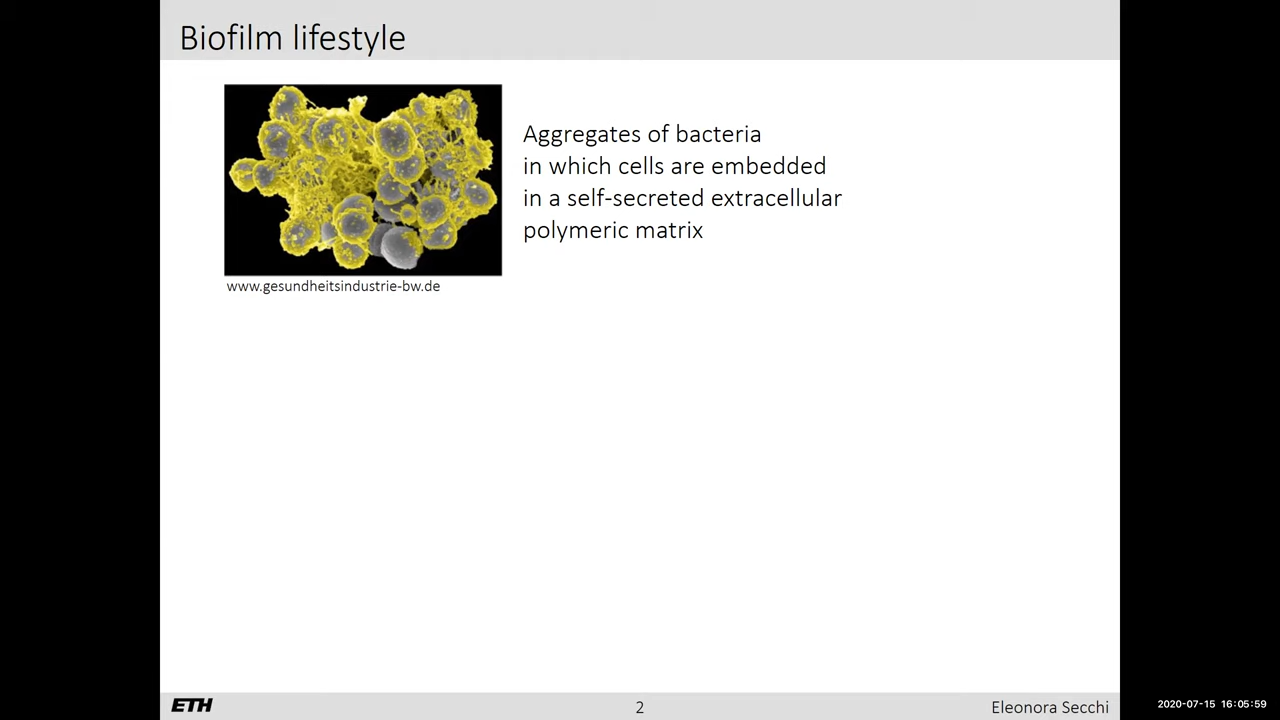 Biofilm lifestyle
Aggregates of bacteria
in which cells are embedded
in a self-secreted extracellular
polymeric matrix
www.gesundheitsindustrie-bw.de
ETH
2
Eleonora Secchi
2020-07-15 16:05:59